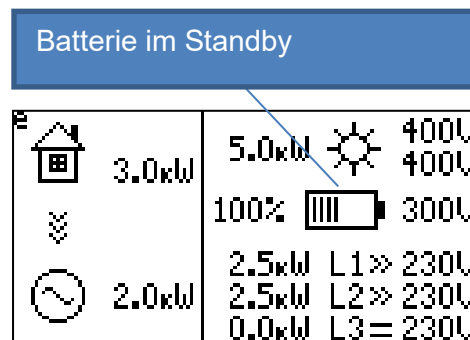 Batterie im Standby
e
3.0kW
2.0kW
5.0kW 400V
400V
100% 300V
2.5kW L1» 230V
2.5kW L2» 230V
0.0kW L3= 230V